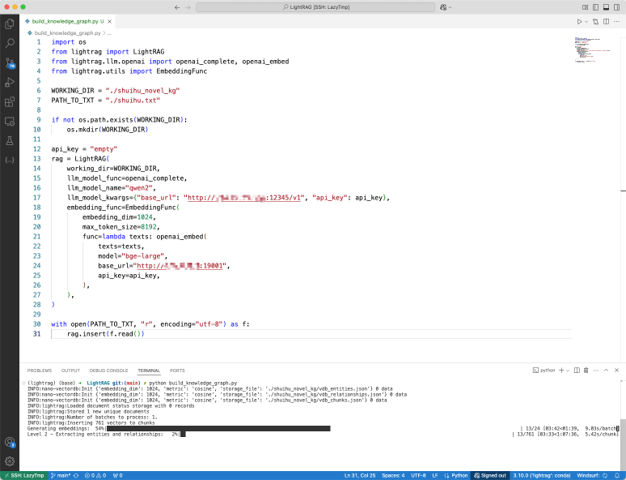 LightRAG [SSH: LazyTmp]
build_knowledge_graph.py U
build_knowledge_graph.py > ...
1 import os
2 from lightrag import LightRAG
3 from lightrag.llm.openai import openai_complete, openai_embed
4 from lightrag.utils import EmbeddingFunc
5
6 WORKING_DIR = "./shuihu_novel_kg"
7 PATH_TO_TXT = "./shuihu.txt"
8
9 if not os.path.exists(WORKING_DIR):
10 os.mkdir(WORKING_DIR)
11
12 api_key = "empty"
13 rag = LightRAG(
14 working_dir=WORKING_DIR,
15 llm_model_func=openai_complete,
16 llm_model_name="qwen2",
17 llm_model_kwargs={"base_url": "http://:12345/v1", "api_key": api_key},
18 embedding_func=EmbeddingFunc(
19 embedding_dim=1024,
20 max_token_size=8192,
21 func=lambda texts: openai_embed(
22 texts=texts,
23 model="bge-large",
24 base_url="http://:19001",
25 api_key=api_key,
26 ),
27 ),
28 )
29
30 with open(PATH_TO_TXT, "r", encoding="utf-8") as f:
31 rag.insert(f.read())
PROBLEMS OUTPUT DEBUG CONSOLE TERMINAL PORTS python
(lightrag) (base) LightRAG git:(main) python build_knowledge_graph.py
INFO:nano-vectordb:Init {'embedding_dim': 1024, 'metric': 'cosine', 'storage_file': './shuihu_novel_kg/vdb_entities.json'} 0 data
INFO:nano-vectordb:Init {'embedding_dim': 1024, 'metric': 'cosine', 'storage_file': './shuihu_novel_kg/vdb_relationships.json'} 0 data
INFO:nano-vectordb:Init {'embedding_dim': 1024, 'metric': 'cosine', 'storage_file': './shuihu_novel_kg/vdb_chunks.json'} 0 data
INFO:lightrag:Loaded document status storage with 0 records
INFO:lightrag:Stored 1 new unique documents
INFO:lightrag:Number of batches to process: 1.
INFO:lightrag:Inserting 761 vectors to chunks
Generating embeddings: 54% | 13/24 [03:42<01:39, 9.03s/batch]
Level 2 - Extracting entities and relationships: 2% | 13/761 [03:33<1:07:36, 5.42s/chunk]
SSH: LazyTmp main* 0 0 0 Ln 31, Col 25 Spaces: 4 UTF-8 LF Python Signed out 3.10.0 ('lightrag': conda) Windsurf: